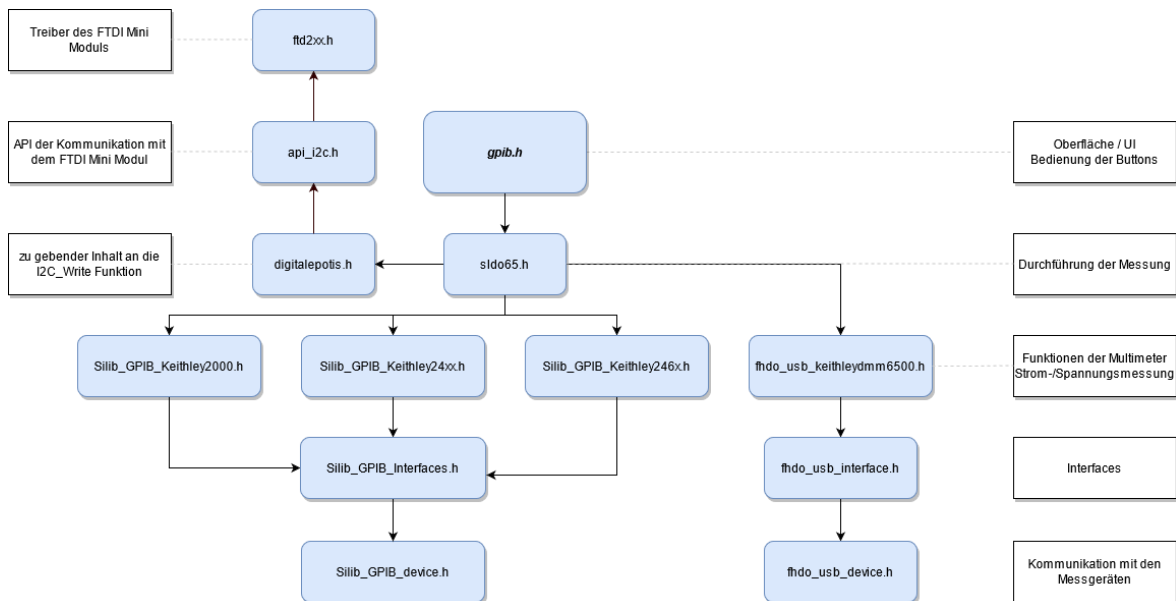 Treiber des FTDI Mini
Moduls
ftd2xx.h
API der Kommunikation mit
dem FTDI Mini Modul
api_i2c.h
gpib.h
Oberfläche / UI
Bedienung der Buttons
zu gebender Inhalt an die
I2C_Write Funktion
digitalepotis.h
sldo65.h
Durchführung der Messung
Silib_GPIB_Keithley2000.h
Silib_GPIB_Keithley24xx.h
Silib_GPIB_Keithley246x.h
fhdo_usb_keithleydmm6500.h
Funktionen der Multimeter
Strom-/Spannungsmessung
Silib_GPIB_Interfaces.h
fhdo_usb_interface.h
Interfaces
Silib_GPIB_device.h
fhdo_usb_device.h
Kommunikation mit den
Messgeräten